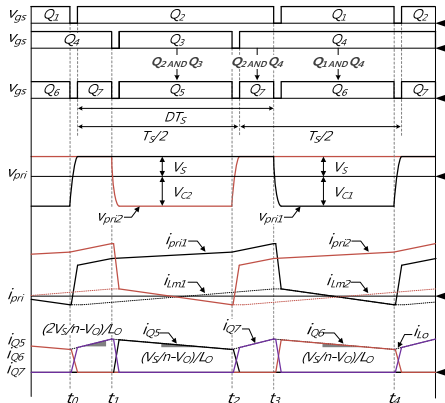 vgs Q1 Q2 Q1 Q2
vgs Q4 Q3 Q4
Q2 AND Q3 Q2 AND Q4 Q1 AND Q4
vgs Q6 Q7 Q5 Q7 Q6 Q7
DTS
TS/2 TS/2
vpri VS VS
VC2 VC1
vpri2 vpri1
ipri1 ipri2
iLm1 iLm2
ipri
iQ5 (2VS/n-VO)/LO iQ5 iQ7 iQ6 iLo
iQ6 (VS/n-VO)/LO (VS/n-VO)/LO
iQ7
t0 t1 t2 t3 t4